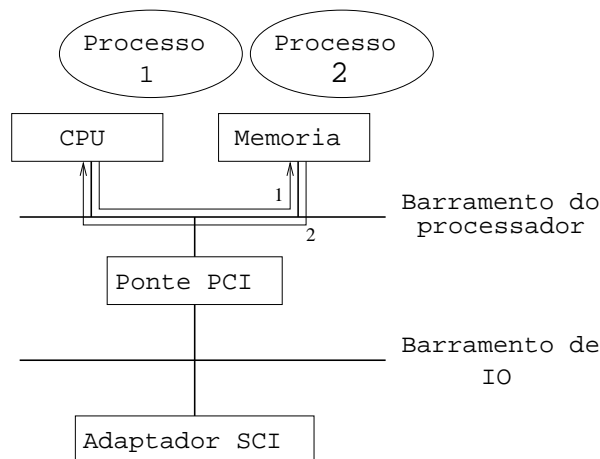 Processo
1
Processo
2
CPU
Memoria
1
2
Barramento do
processador
Ponte PCI
Barramento de
IO
Adaptador SCI